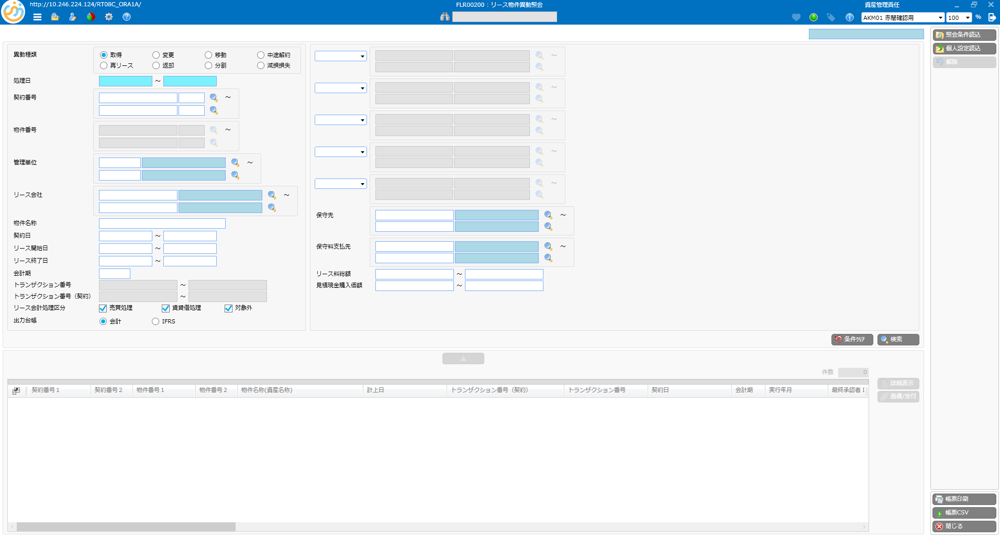 http://10.246.224.124/RT08C_ORA1A/
FLR00200 : リース物件異動照会
資産管理責任
AKM01 赤間確認用
100
%
異動種類
取得
変更
移動
中途解約
再リース
返却
分割
減損損失
処理日
～
契約番号
～
物件番号
～
管理単位
～
リース会社
～
物件名称
契約日
～
リース開始日
～
リース終了日
～
会計期
トランザクション番号
～
トランザクション番号（契約）
～
リース会計処理区分
売買処理
賃貸借処理
対象外
出力台帳
会計
IFRS
～
～
～
～
～
保守先
～
保守料支払先
～
リース料総額
～
見積現金購入価額
～
条件ｸﾘｱ
検索
照会条件読込
個人設定読込
解除
件数
0
契約番号１
契約番号２
物件番号１
物件番号２
物件名称(資産名称)
計上日
トランザクション番号（契約）
トランザクション番号
契約日
会計期
実行年月
最終承認者 I
詳細表示
画像/添付
帳票印刷
帳票CSV
閉じる